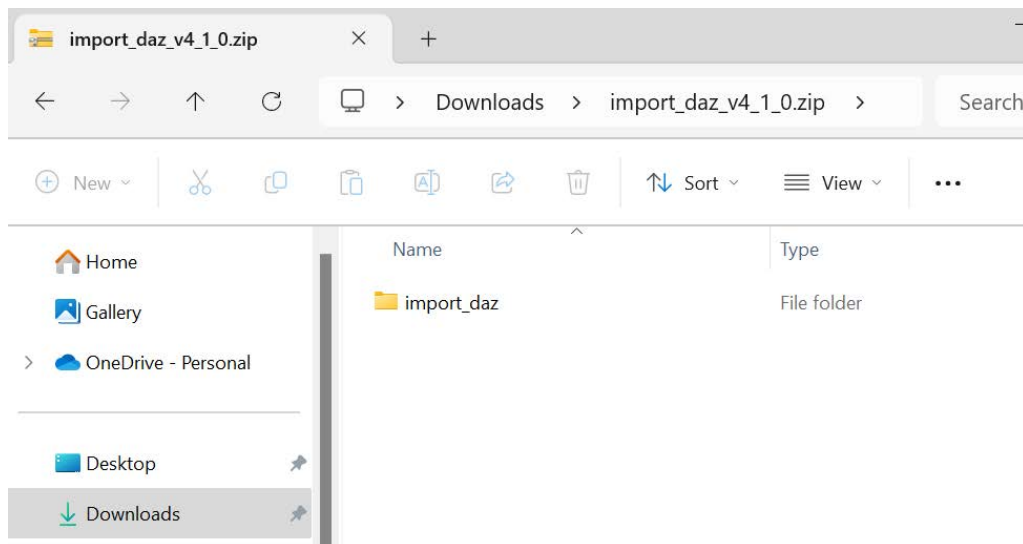 import_daz_v4_1_0.zip
Downloads > import_daz_v4_1_0.zip > Search
New Sort View
Name Type
import_daz File folder
Home
Gallery
OneDrive - Personal
Desktop
Downloads